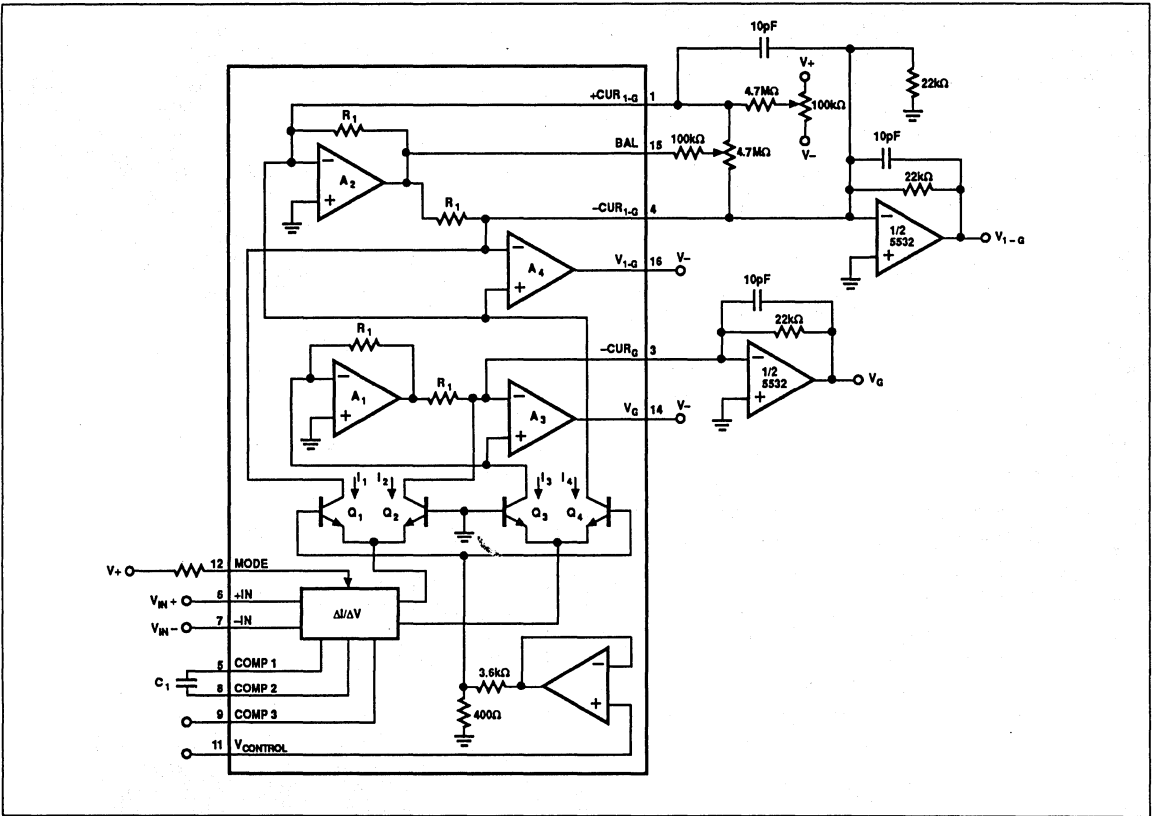 10pF
V+
22kΩ
+CUR1-G 1
4.7MΩ
100kΩ
R1
10pF
BAL 15
100kΩ
4.7MΩ
V–
22kΩ
–
A2
+
R1
–CUR1-G 4
–
1/2
5532
+
V1–G
–
A4
+
V1-G 16
V–
10pF
R1
22kΩ
–CURG 3
–
A1
+
R1
–
A3
+
–
1/2
5532
+
VG
VG 14
V–
I1 I2 I3 I4
Q1 Q2 Q3 Q4
V+
12 MODE
VIN+
6 +IN
ΔI/ΔV
VIN–
7 –IN
5 COMP 1
C1
8 COMP 2
3.6kΩ
–
+
9 COMP 3
400Ω
11 VCONTROL